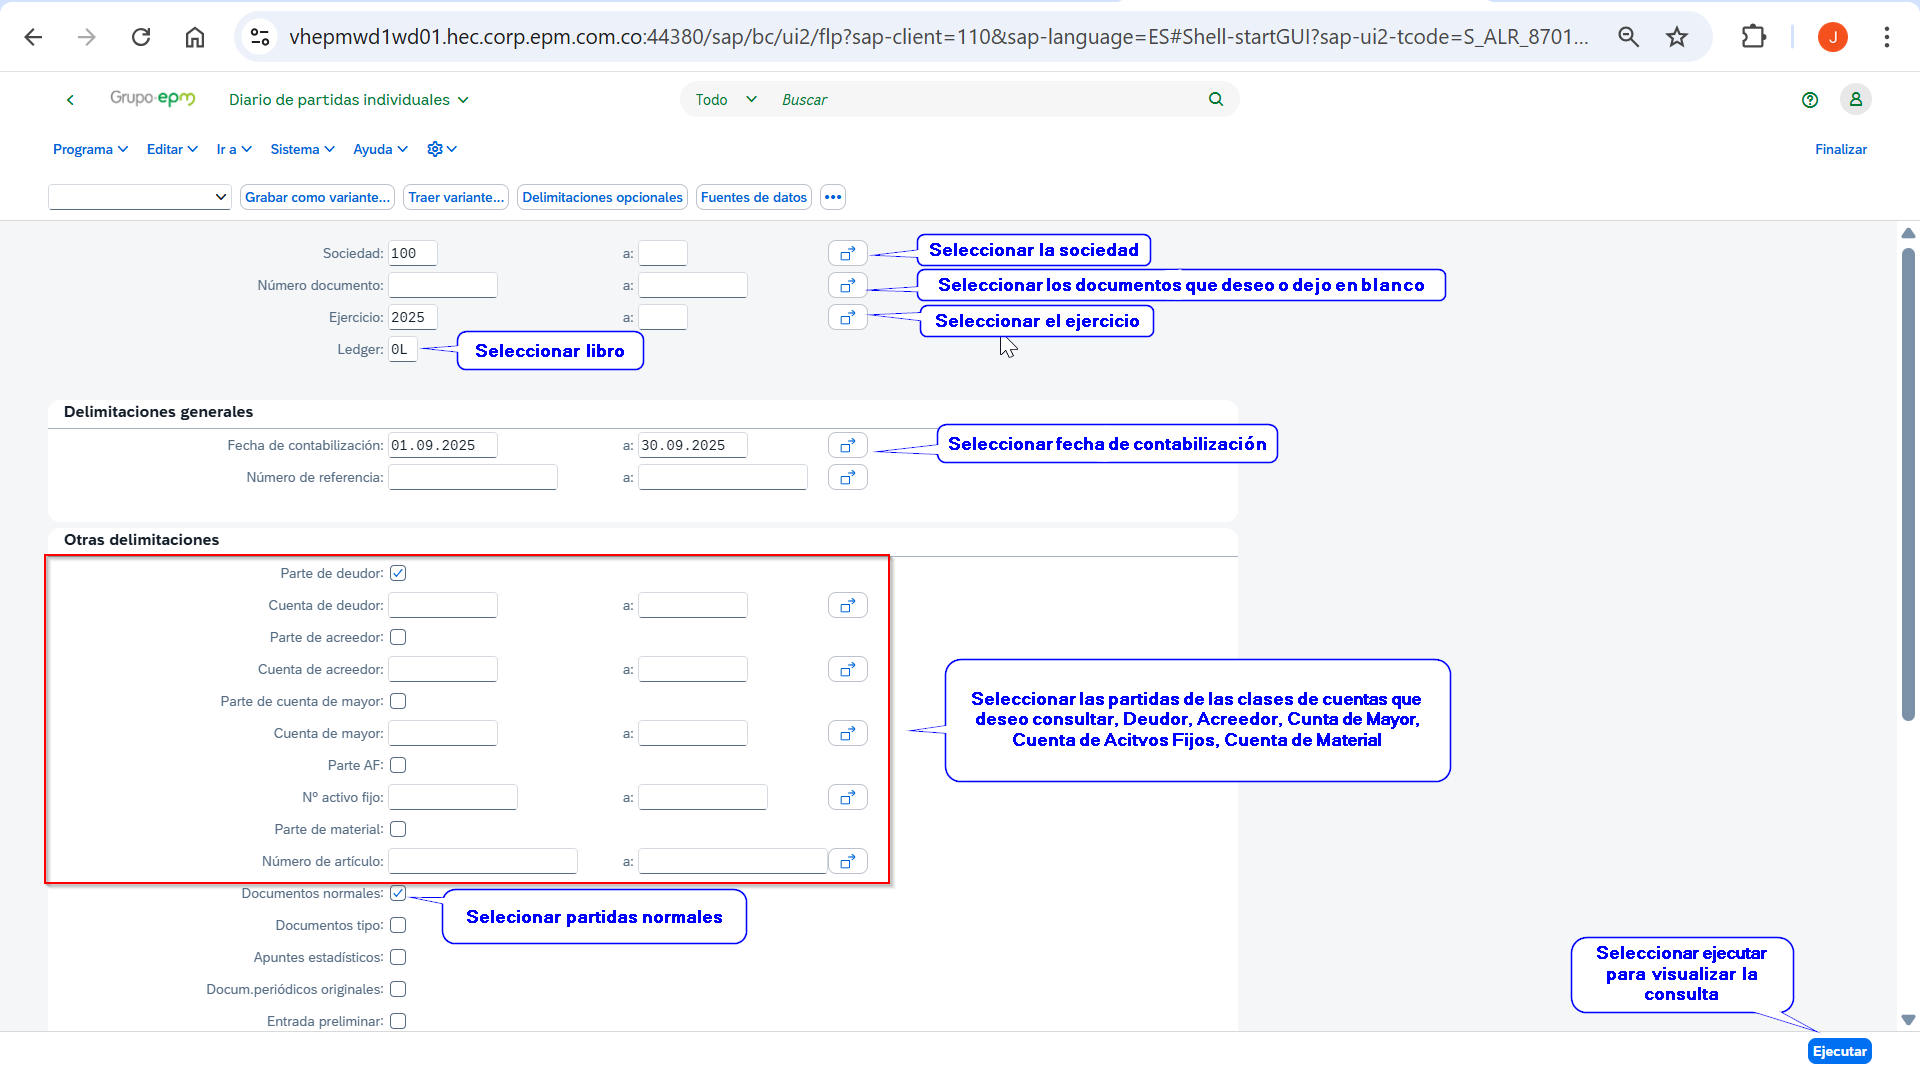 vhepmwd1wd01.hec.corp.epm.com.co:44380/sap/bc/ui2/flp?sap-client=110&sap-language=ES#Shell-startGUI?sap-ui2-tcode=S_ALR_8701...
J
Grupo·epm
Diario de partidas individuales
Todo
Buscar
Programa
Editar
Ir a
Sistema
Ayuda
Finalizar
Grabar como variante...
Traer variante...
Delimitaciones opcionales
Fuentes de datos
Sociedad: 100 a:
Seleccionar la sociedad
Número documento: a:
Seleccionar los documentos que deseo o dejo en blanco
Ejercicio: 2025 a:
Seleccionar el ejercicio
Ledger: 0L
Seleccionar libro
Delimitaciones generales
Fecha de contabilización: 01.09.2025 a: 30.09.2025
Seleccionar fecha de contabilización
Número de referencia: a:
Otras delimitaciones
Parte de deudor:
Cuenta de deudor: a:
Parte de acreedor:
Cuenta de acreedor: a:
Parte de cuenta de mayor:
Cuenta de mayor: a:
Parte AF:
Nº activo fijo: a:
Parte de material:
Número de artículo: a:
Seleccionar las partidas de las clases de cuentas que
deseo consultar, Deudor, Acreedor, Cunta de Mayor,
Cuenta de Acitvos Fijos, Cuenta de Material
Documentos normales:
Selecionar partidas normales
Documentos tipo:
Apuntes estadísticos:
Docum.periódicos originales:
Entrada preliminar:
Seleccionar ejecutar
para visualizar la
consulta
Ejecutar